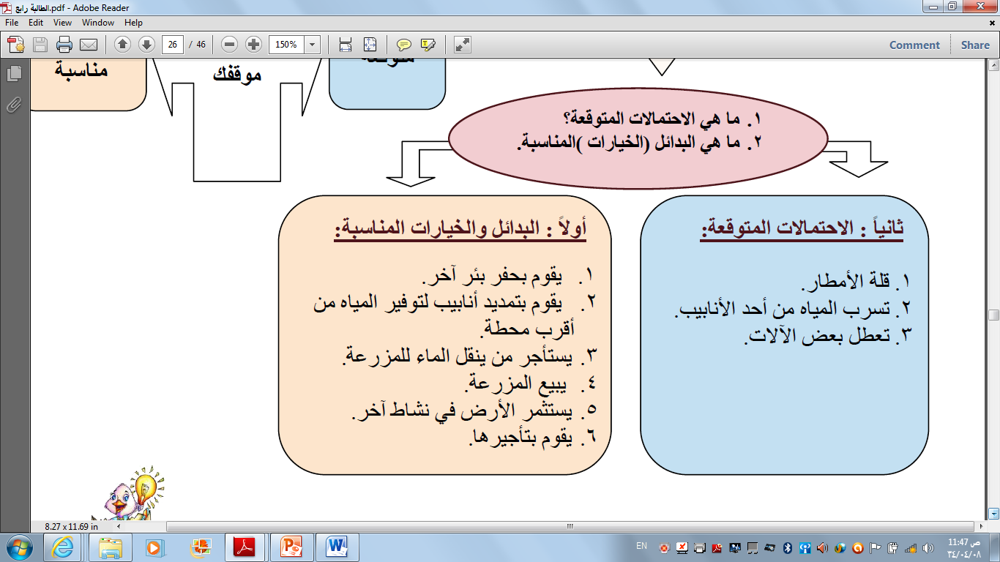 الطالبة رابع.pdf - Adobe Reader
File Edit View Window Help
26 / 46 150% Comment Share
مناسبة
موقفك
١. ما هي الاحتمالات المتوقعة؟
٢. ما هي البدائل (الخيارات )المناسبة.
ثانياً : الاحتمالات المتوقعة:
١. قلة الأمطار.
٢. تسرب المياه من أحد الأنابيب.
٣. تعطل بعض الآلات.
أولاً : البدائل والخيارات المناسبة:
١. يقوم بحفر بئر آخر.
٢. يقوم بتمديد أنابيب لتوفير المياه من
أقرب محطة.
٣. يستأجر من ينقل الماء للمزرعة.
٤. يبيع المزرعة.
٥. يستثمر الأرض في نشاط آخر.
٦. يقوم بتأجيرها.
8.27 x 11.69 in
EN
11:47 ص
٣٤/٠٤/٠٨